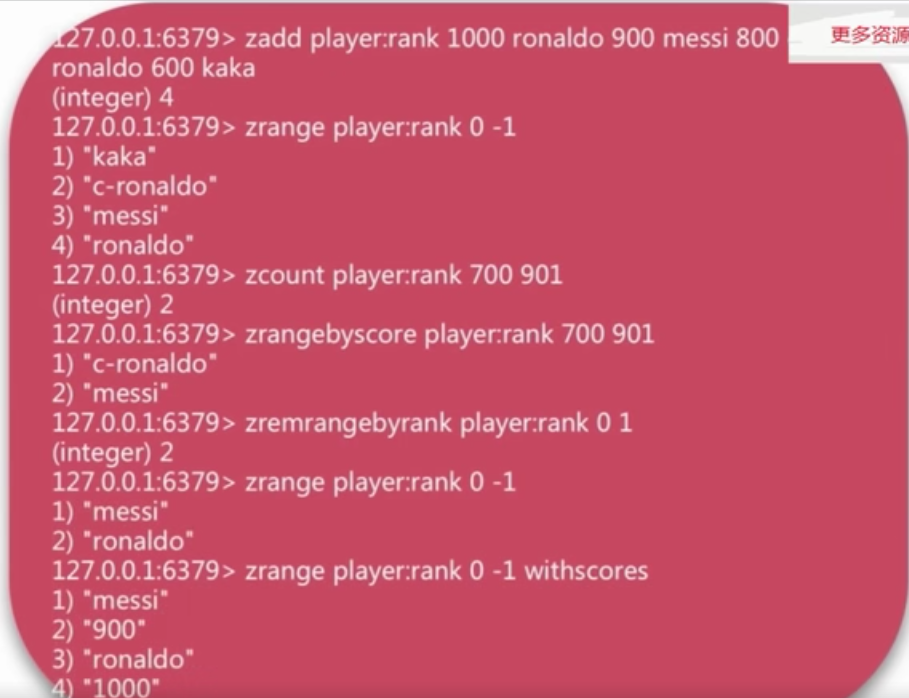 127.0.0.1:6379> zadd player:rank 1000 ronaldo 900 messi 800
更多资源
ronaldo 600 kaka
(integer) 4
127.0.0.1:6379> zrange player:rank 0 -1
1) "kaka"
2) "c-ronaldo"
3) "messi"
4) "ronaldo"
127.0.0.1:6379> zcount player:rank 700 901
(integer) 2
127.0.0.1:6379> zrangebyscore player:rank 700 901
1) "c-ronaldo"
2) "messi"
127.0.0.1:6379> zremrangebyrank player:rank 0 1
(integer) 2
127.0.0.1:6379> zrange player:rank 0 -1
1) "messi"
2) "ronaldo"
127.0.0.1:6379> zrange player:rank 0 -1 withscores
1) "messi"
2) "900"
3) "ronaldo"
4) "1000"